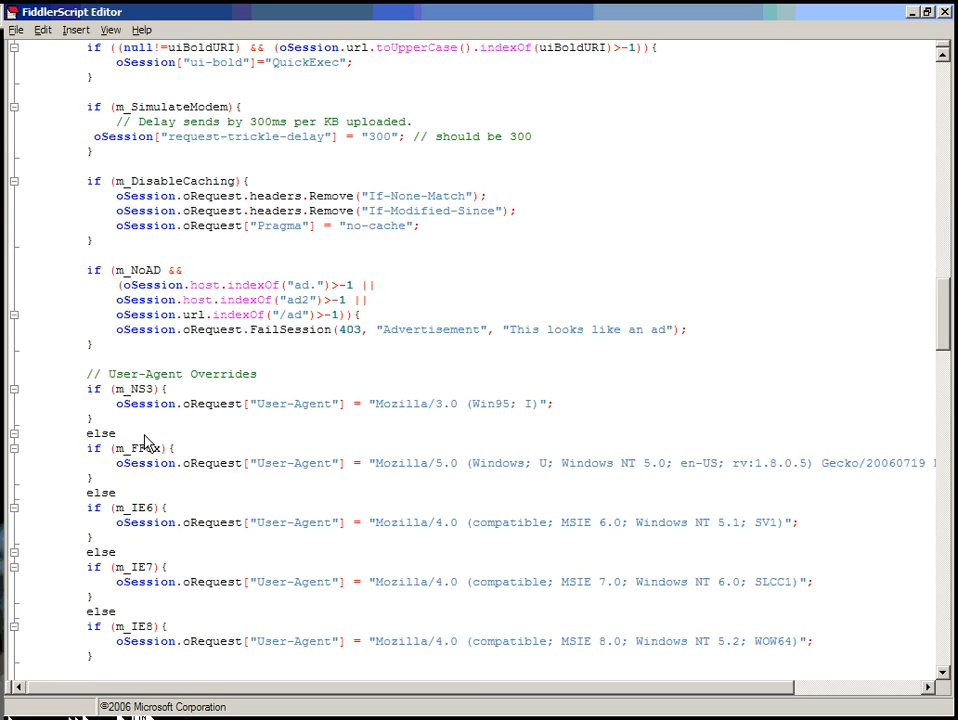 FiddlerScript Editor
File Edit Insert View Help
if ((null!=uiBoldURI) && (oSession.url.toUpperCase().indexOf(uiBoldURI)>-1)){
oSession["ui-bold"]="QuickExec";
}
if (m_SimulateModem){
// Delay sends by 300ms per KB uploaded.
oSession["request-trickle-delay"] = "300"; // should be 300
}
if (m_DisableCaching){
oSession.oRequest.headers.Remove("If-None-Match");
oSession.oRequest.headers.Remove("If-Modified-Since");
oSession.oRequest["Pragma"] = "no-cache";
}
if (m_NoAD &&
(oSession.host.indexOf("ad.")>-1 ||
oSession.host.indexOf("ad2")>-1 ||
oSession.url.indexOf("/ad")>-1)){
oSession.oRequest.FailSession(403, "Advertisement", "This looks like an ad");
}
// User-Agent Overrides
if (m_NS3){
oSession.oRequest["User-Agent"] = "Mozilla/3.0 (Win95; I)";
}
else
if
oSession.oRequest["User-Agent"] = "Mozilla/5.0 (Windows; U; Windows NT 5.0; en-US; rv:1.8.0.5) Gecko/20060719
}
else
if (m_IE6){
oSession.oRequest["User-Agent"] = "Mozilla/4.0 (compatible; MSIE 6.0; Windows NT 5.1; SV1)";
}
else
if (m_IE7){
oSession.oRequest["User-Agent"] = "Mozilla/4.0 (compatible; MSIE 7.0; Windows NT 6.0; SLCC1)";
}
else
if (m_IE8){
oSession.oRequest["User-Agent"] = "Mozilla/4.0 (compatible; MSIE 8.0; Windows NT 5.2; WOW64)";
}
©2006 Microsoft Corporation